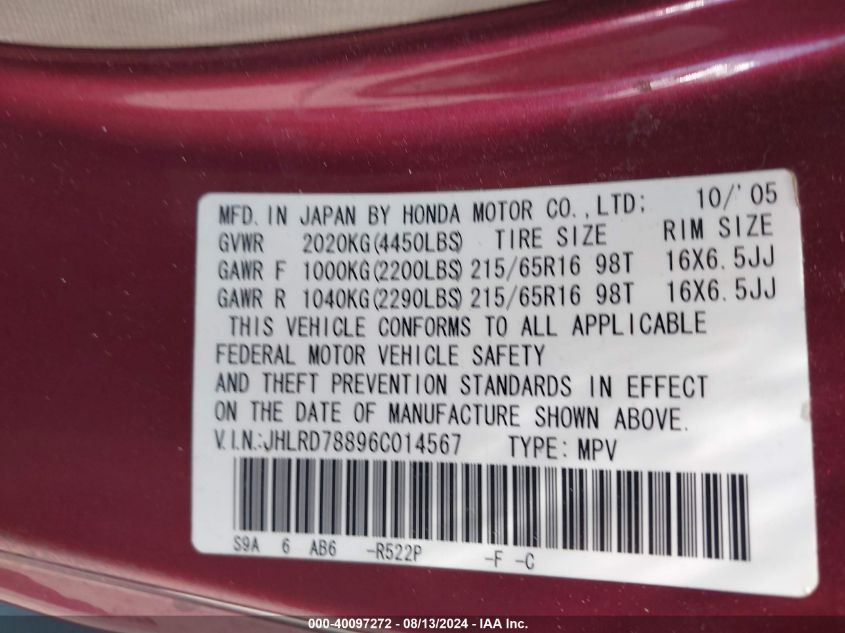 MFD. IN JAPAN BY HONDA MOTOR CO.,LTD: 10/'05
GVWR 2020KG(4450LBS) TIRE SIZE RIM SIZE
GAWR F 1000KG(2200LBS) 215/65R16 98T 16X6.5JJ
GAWR R 1040KG(2290LBS) 215/65R16 98T 16X6.5JJ
THIS VEHICLE CONFORMS TO ALL APPLICABLE
FEDERAL MOTOR VEHICLE SAFETY
AND THEFT PREVENTION STANDARDS IN EFFECT
ON THE DATE OF MANUFACTURE SHOWN ABOVE.
V.I.N.:JHLRD78896C014567 TYPE: MPV
S9A 6 AB6 -R522P -F -C
000-40097272 - 08/13/2024 - IAA Inc.